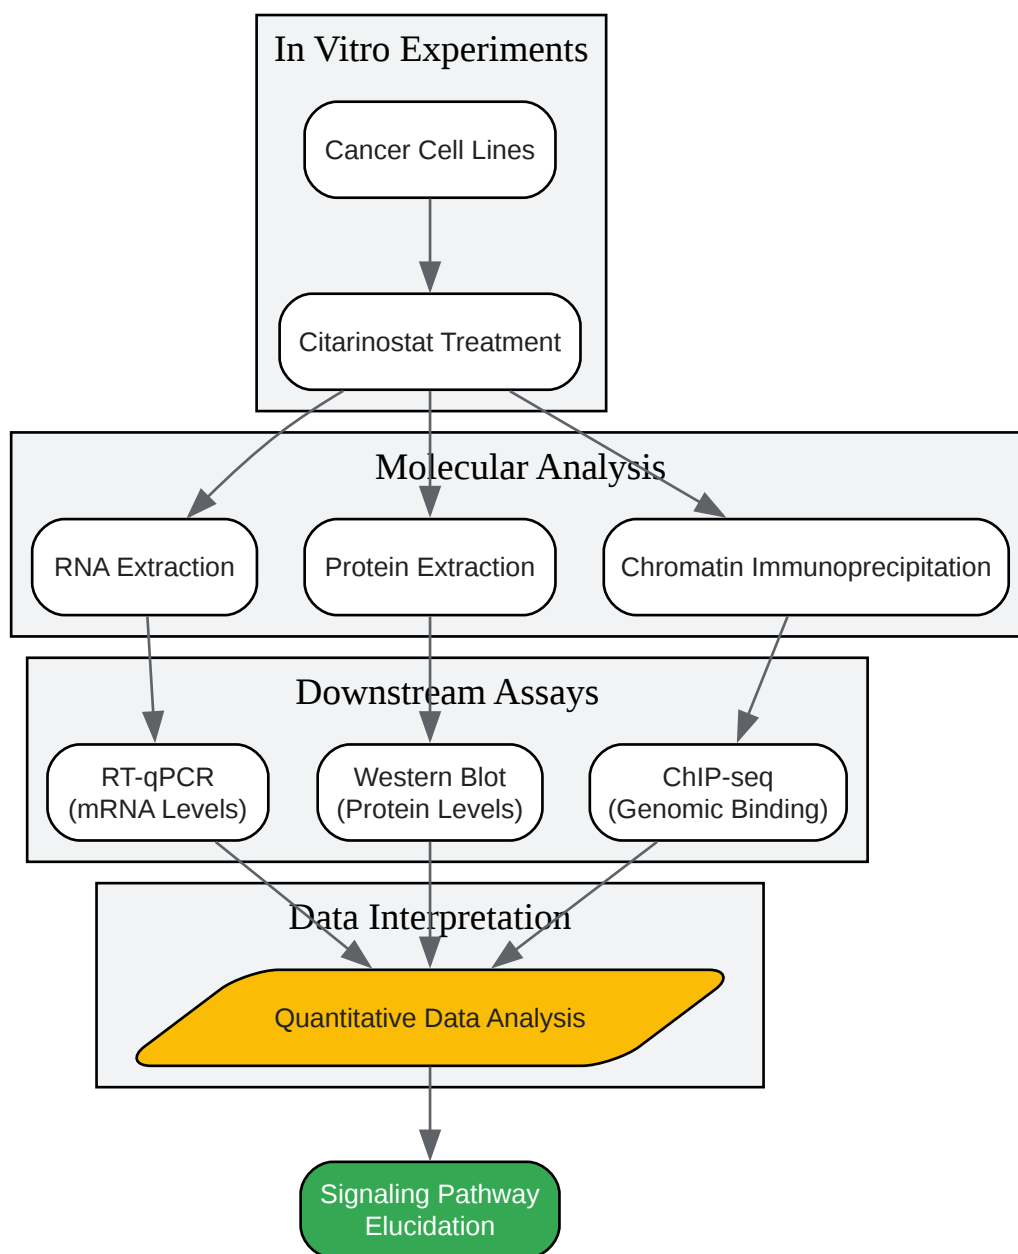 In Vitro Experiments
Cancer Cell Lines
Citarinostat Treatment
Molecular Analysis
RNA Extraction
Protein Extraction
Chromatin Immunoprecipitation
Downstream Assays
RT-qPCR
(mRNA Levels)
Western Blot
(Protein Levels)
ChIP-seq
(Genomic Binding)
Data Interpretation
Quantitative Data Analysis
Signaling Pathway
Elucidation